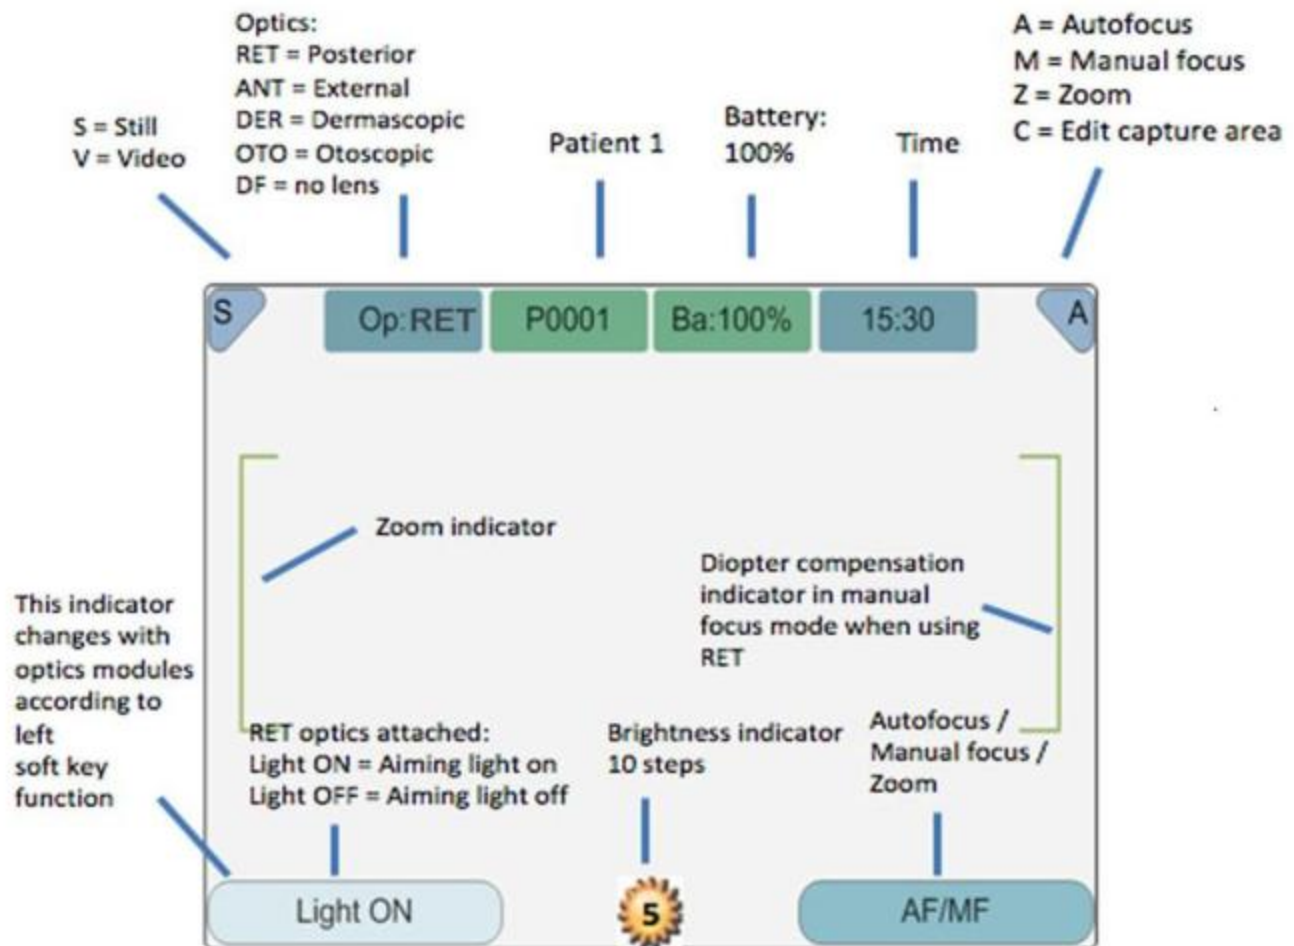 Optics:
RET = Posterior
ANT = External
DER = Dermascopic
OTO = Otoscopic
DF = no lens
S = Still
V = Video
Patient 1
Battery:
100%
Time
A = Autofocus
M = Manual focus
Z = Zoom
C = Edit capture area
S
Op:RET
P0001
Ba:100%
15:30
A
Zoom indicator
Diopter compensation
indicator in manual
focus mode when using
RET
This indicator
changes with
optics modules
according to
left
soft key
function
RET optics attached:
Light ON = Aiming light on
Light OFF = Aiming light off
Brightness indicator
10 steps
Autofocus /
Manual focus /
Zoom
Light ON
5
AF/MF